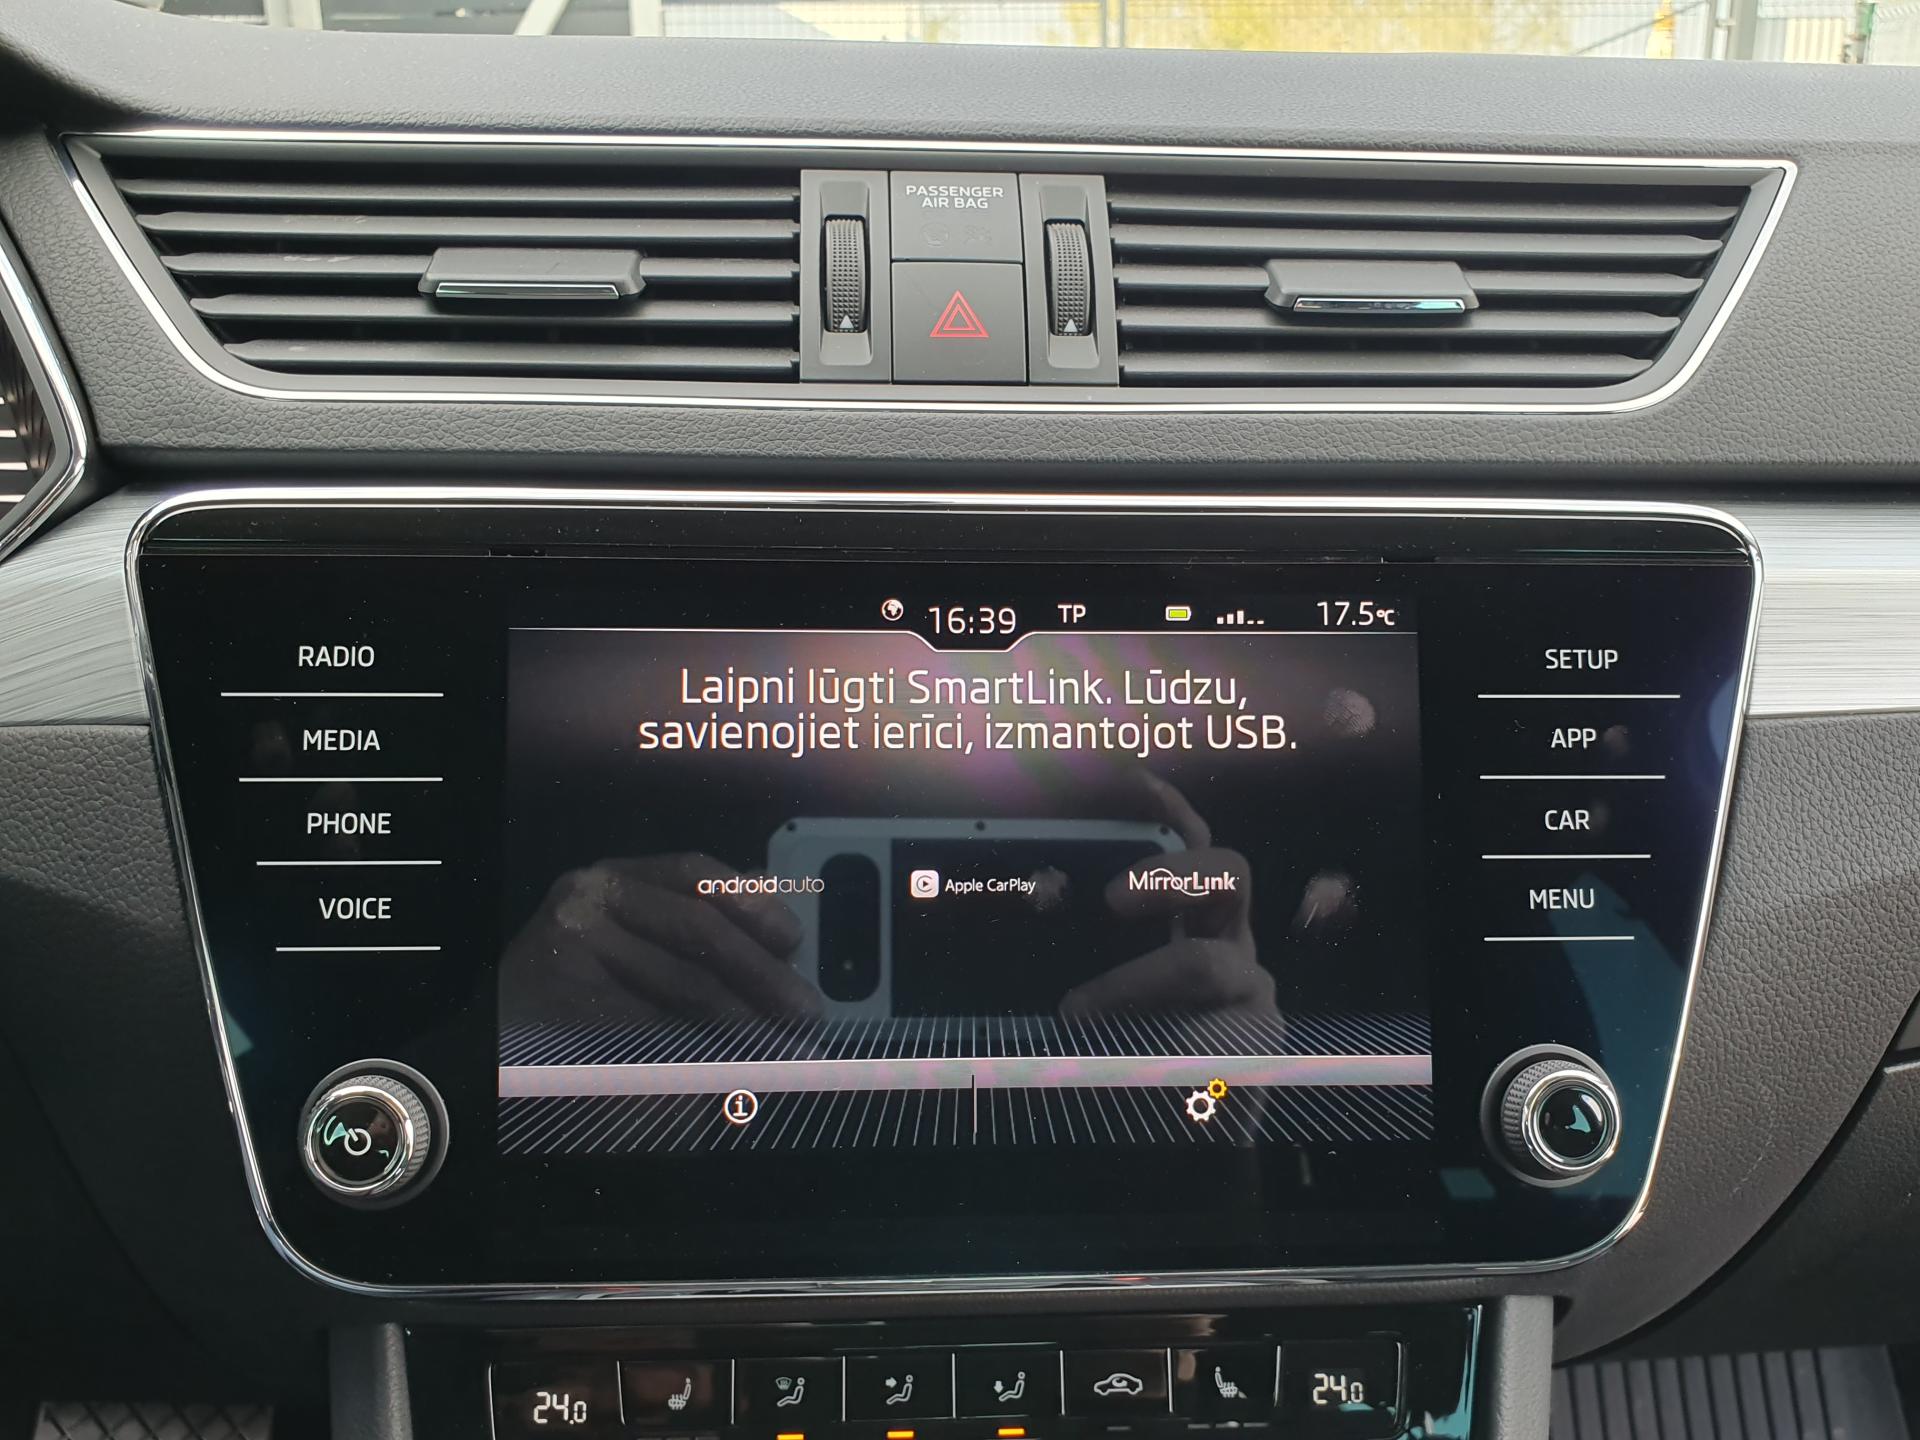 PASSENGER
AIR BAG
16:39 TP 17.5°C
RADIO
MEDIA
PHONE
VOICE
Laipni lūgti SmartLink. Lūdzu,
savienojiet ierīci, izmantojot USB.
androidauto Apple CarPlay MirrorLink
SETUP
APP
CAR
MENU
24.0 24.0